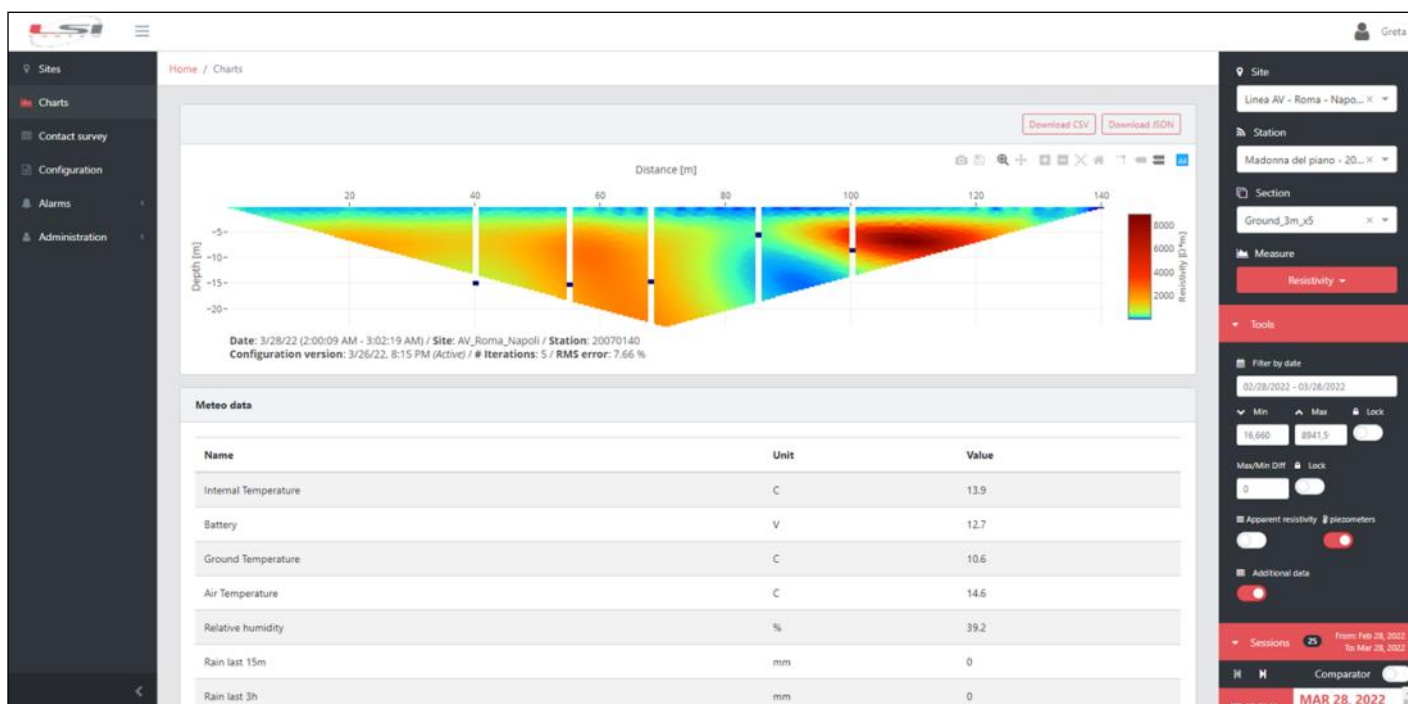 LSI
Greta
Sites
Charts
Contact survey
Configuration
Alarms
Administration
Home / Charts
Download CSV
Download JSON
Distance [m]
20 40 60 80 100 120 140
Depth [m]
−5
−10
−15
−20
8000
6000
4000
2000
Resistivity [Ω*m]
Date: 3/28/22 (2:00:09 AM - 3:02:19 AM) / Site: AV_Roma_Napoli / Station: 20070140
Configuration version: 3/26/22, 8:15 PM (Active) / # Iterations: 5 / RMS error: 7.66 %
Meteo data
Name Unit Value
Internal Temperature C 13.9
Battery V 12.7
Ground Temperature C 10.6
Air Temperature C 14.6
Relative humidity % 39.2
Rain last 15m mm 0
Rain last 3h mm 0
Site
Linea AV - Roma - Napo...
Station
Madonna del piano - 20...
Section
Ground_3m_x5
Measure
Resistivity
Tools
Filter by date
02/28/2022 - 03/28/2022
Min Max Lock
16,660 8941,5
Max/Min Diff Lock
0
Apparent resistivity piezometers
Additional data
Sessions 25 From: Feb 28, 2022
To: Mar 28, 2022
Comparator
MAR 28, 2022